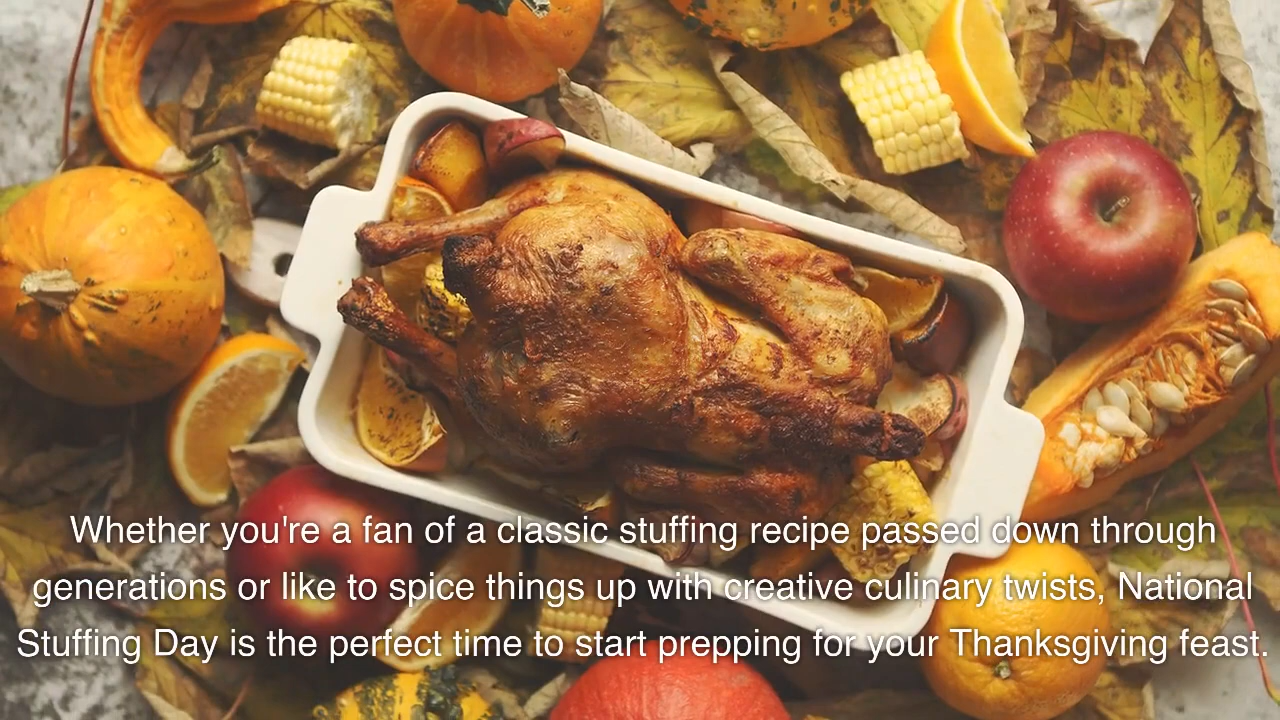 Whether you're a fan of a classic stuffing recipe passed down through
generations or like to spice things up with creative culinary twists, National
Stuffing Day is the perfect time to start prepping for your Thanksgiving feast.